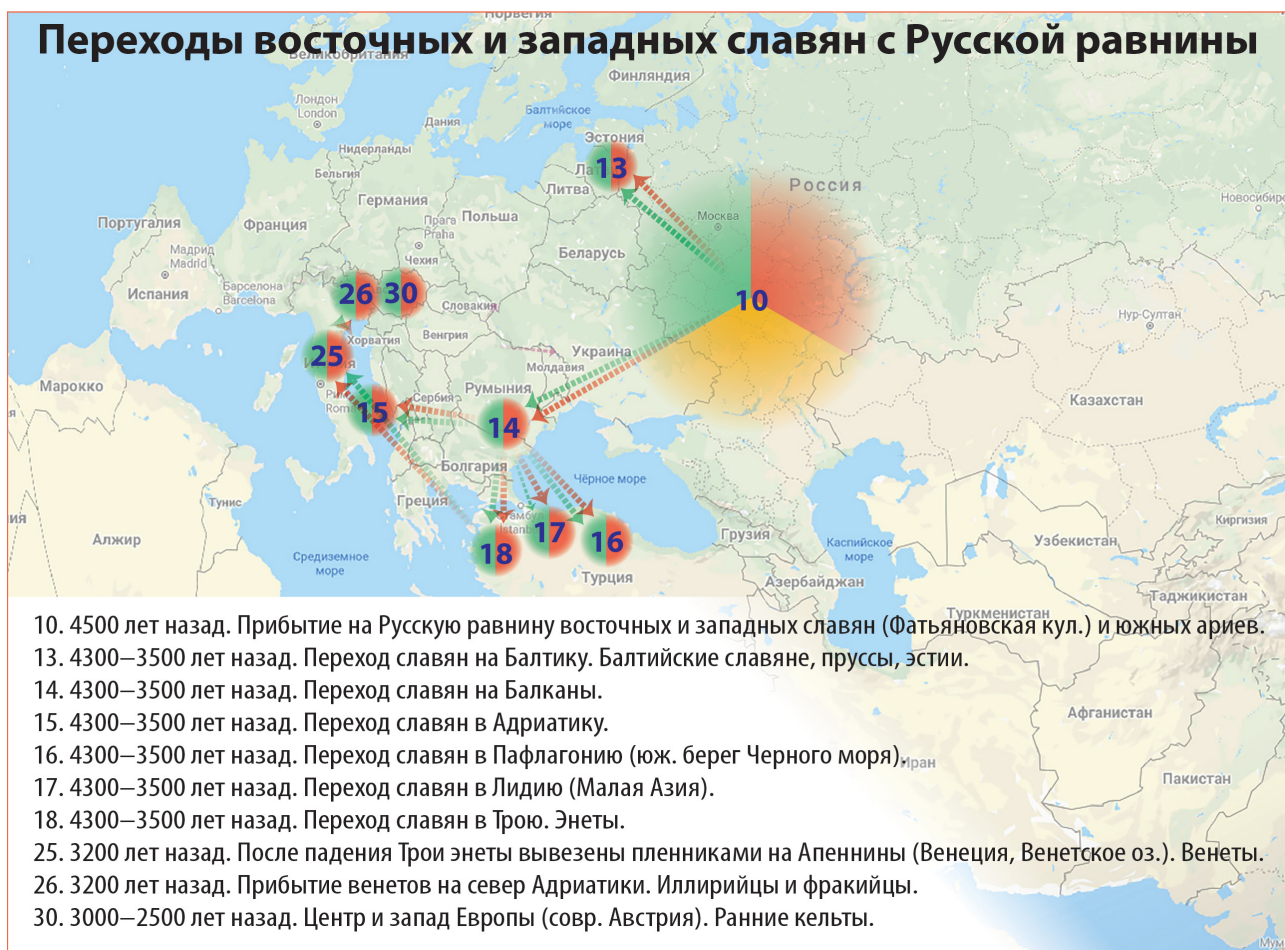 Переходы восточных и западных славян с Русской равнины
Норвегия
Великобритания
Финляндия
Лондон
London
Балтийское
море
Дания
Эстония
13
Нидерланды
Литва
Россия
Бельгия
Германия
Новосибирс
Португалия
Прага
Praha
Польша
Москва
Франция
Мадрид
Madrid
Чехия
Беларусь
Испания
Барселона
Barcelona
26
30
10
Словакия
Нур-Султан
Хорватия
Венгрия
Украина
25
Молдавия
Марокко
Румыния
15
Сербия
Казахстан
14
Болгария
Чёрное море
Тунис
Греция
17
16
18
Istanb
Грузия
Киргизия
Алжир
Каспийское
море
Узбекистан
Средиземное
море
Турция
Азербайджан
Таджикистан
Туркменистан
10. 4500 лет назад. Прибытие на Русскую равнину восточных и западных славян (Фатьяновская кул.) и южных ариев.
13. 4300–3500 лет назад. Переход славян на Балтику. Балтийские славяне, пруссы, эстии.
14. 4300–3500 лет назад. Переход славян на Балканы.
Афганистан
15. 4300–3500 лет назад. Переход славян в Адриатику.
16. 4300–3500 лет назад. Переход славян в Пафлагонию (юж. берег Черного моря).
Иран
Пакистан
17. 4300–3500 лет назад. Переход славян в Лидию (Малая Азия).
18. 4300–3500 лет назад. Переход славян в Трою. Энеты.
25. 3200 лет назад. После падения Трои энеты вывезены пленниками на Апеннины (Венеция, Венетское оз.). Венеты.
26. 3200 лет назад. Прибытие венетов на север Адриатики. Иллирийцы и фракийцы.
30. 3000–2500 лет назад. Центр и запад Европы (совр. Австрия). Ранние кельты.